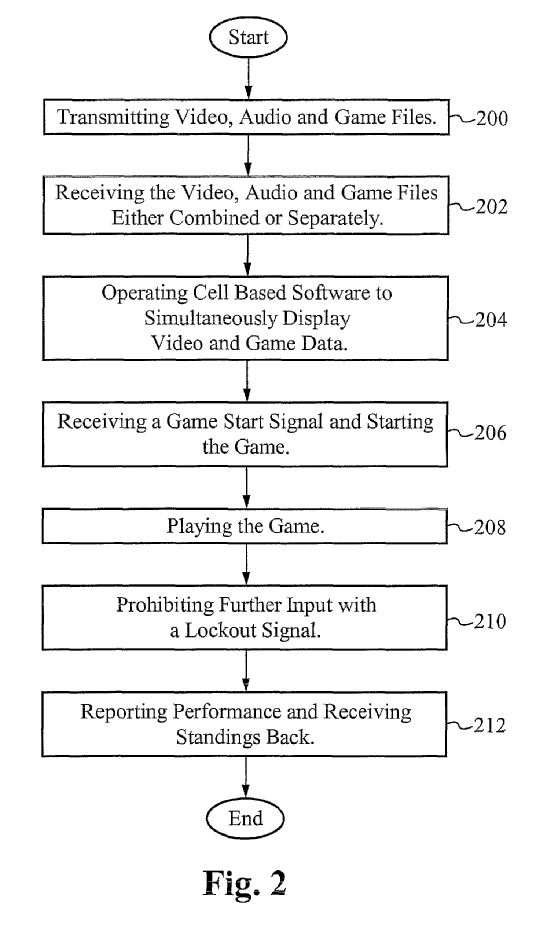 Start
Transmitting Video, Audio and Game Files.
200
Receiving the Video, Audio and Game Files
Either Combined or Separately.
202
Operating Cell Based Software to
Simultaneously Display
Video and Game Data.
204
Receiving a Game Start Signal and Starting
the Game.
206
Playing the Game.
208
Prohibiting Further Input with
a Lockout Signal.
210
Reporting Performance and Receiving
Standings Back.
212
End
Fig. 2